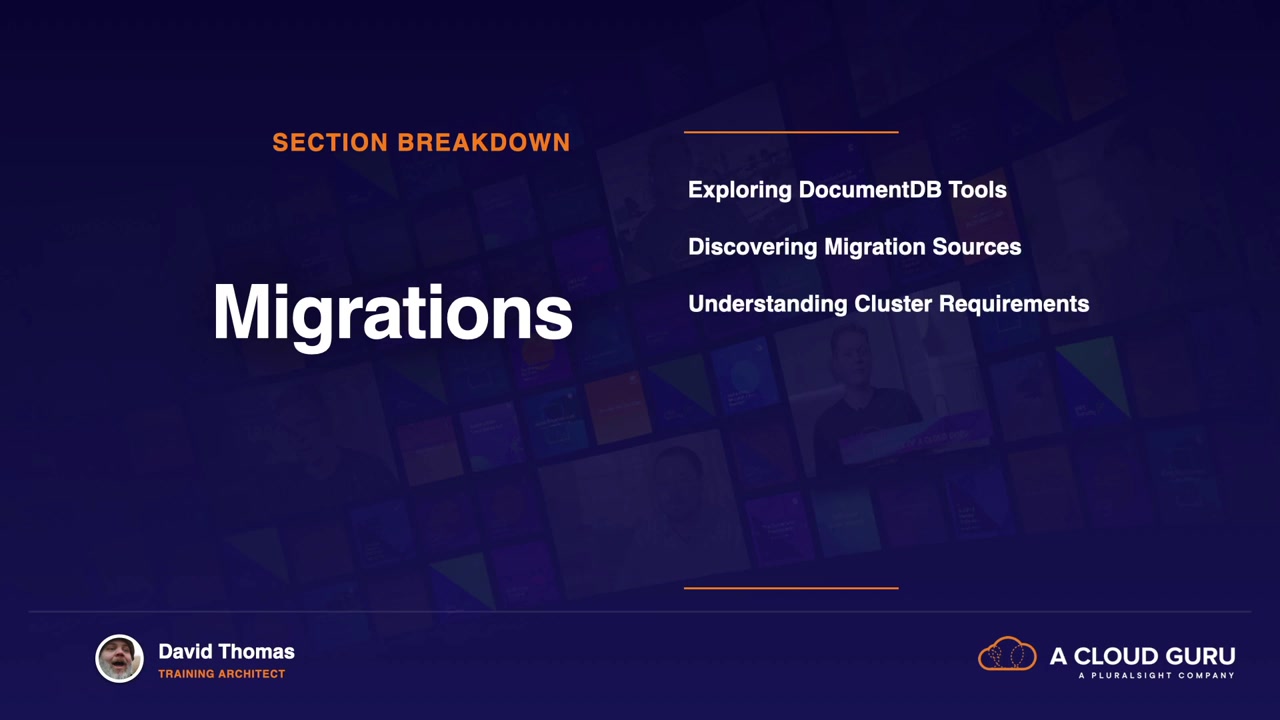 SECTION BREAKDOWN
Migrations
Exploring DocumentDB Tools
Discovering Migration Sources
Understanding Cluster Requirements
David Thomas
TRAINING ARCHITECT
A CLOUD GURU
A PLURALSIGHT COMPANY